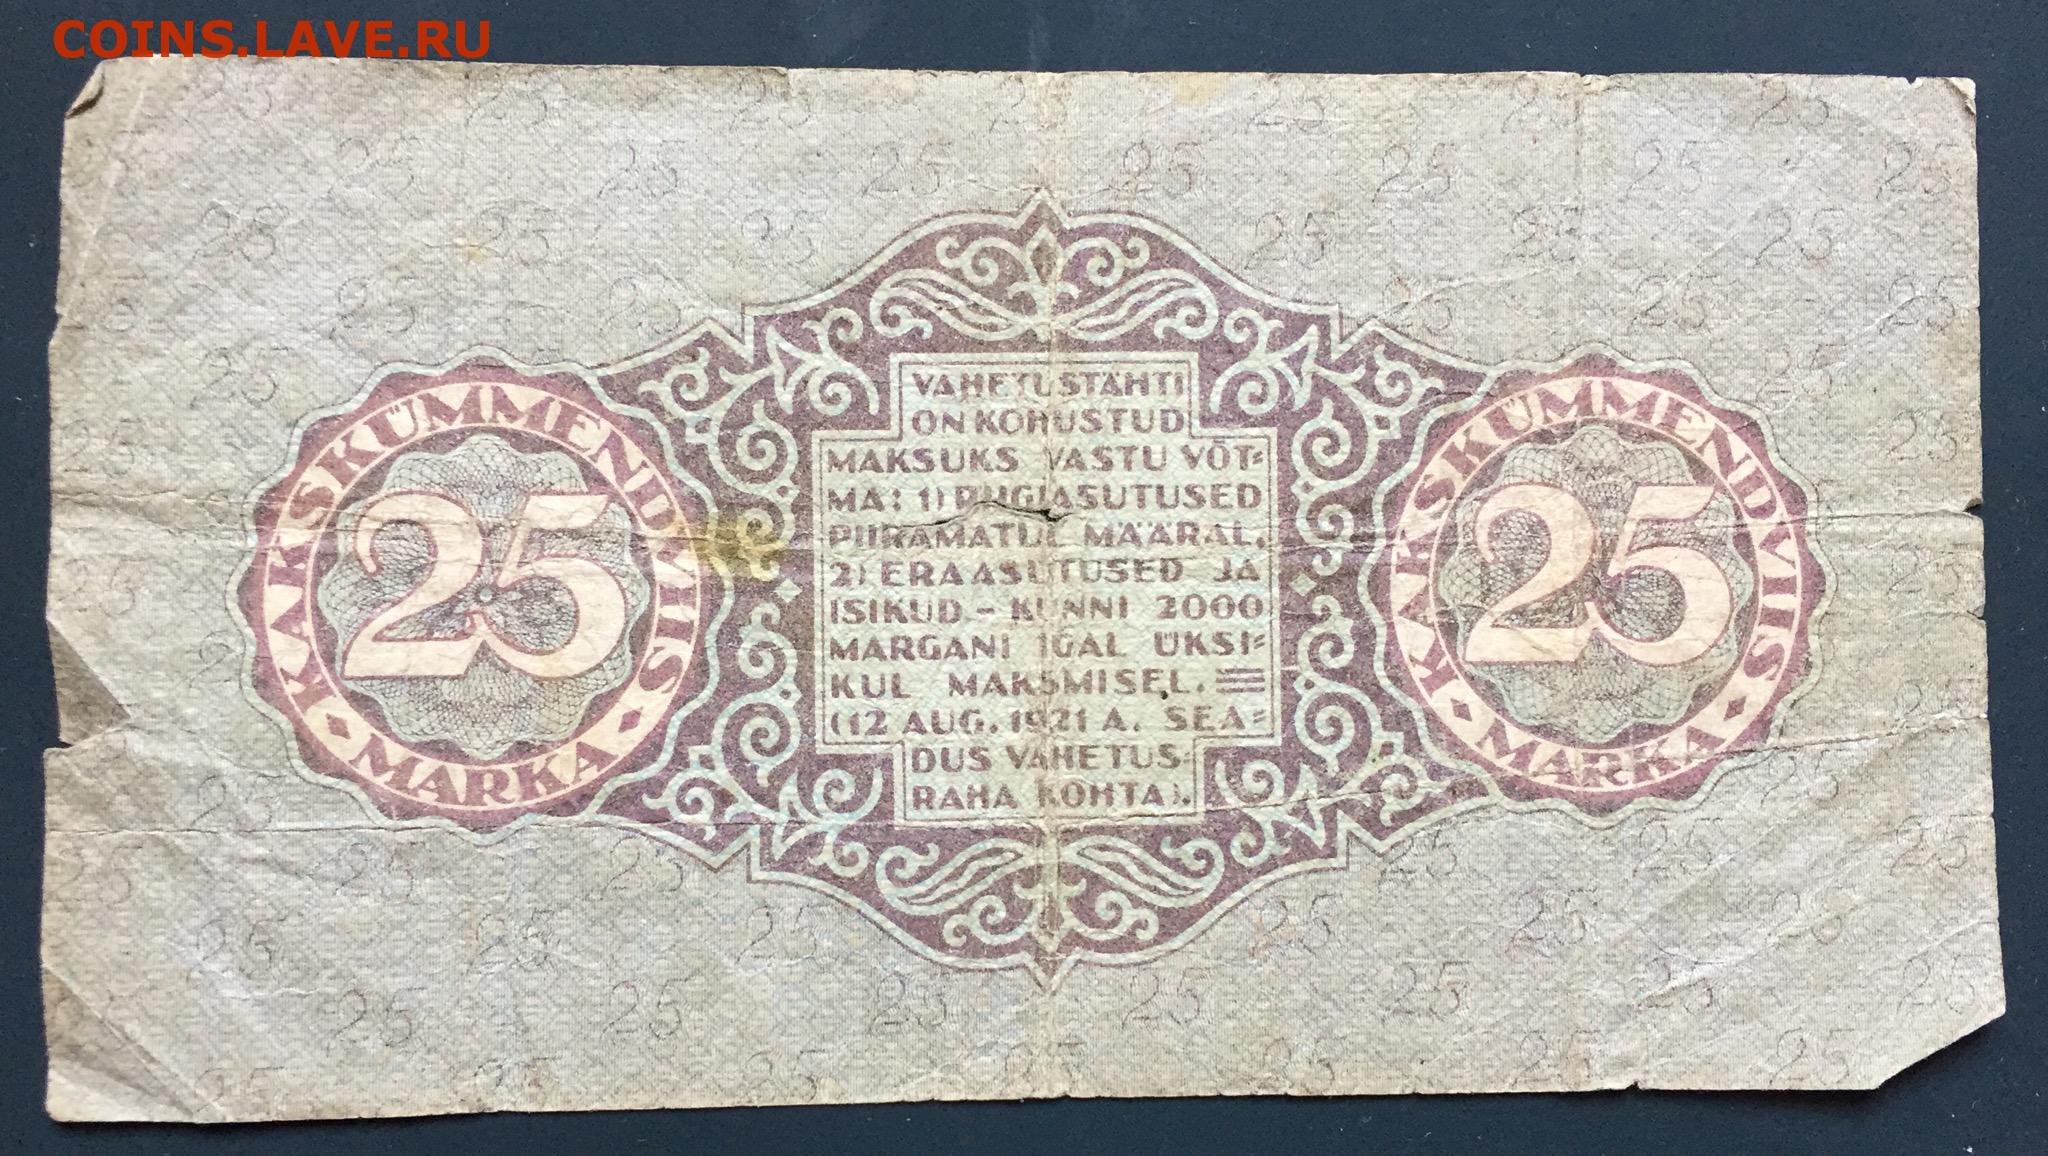 COINS.LAVE.RU
KAKSKÜMMENDVIIS
25
MARKA
VAHETUSTÄHTI
ON KOHUSTUD
MAKSUKS VASTU VÕT=
MA: 1) RIIGIASUTUSED
PIIRAMATUL MÄÄRAL,
2) ERAASUTUSED JA
ISIKUD – KUNNI 2000
MARGANI IGAL ÜKSI=
KUL MAKSMISEL.
(12 AUG. 1921 A. SEA=
DUS VAHETUS=
RAHA KOHTA).
KAKSKÜMMENDVIIS
25
MARKA